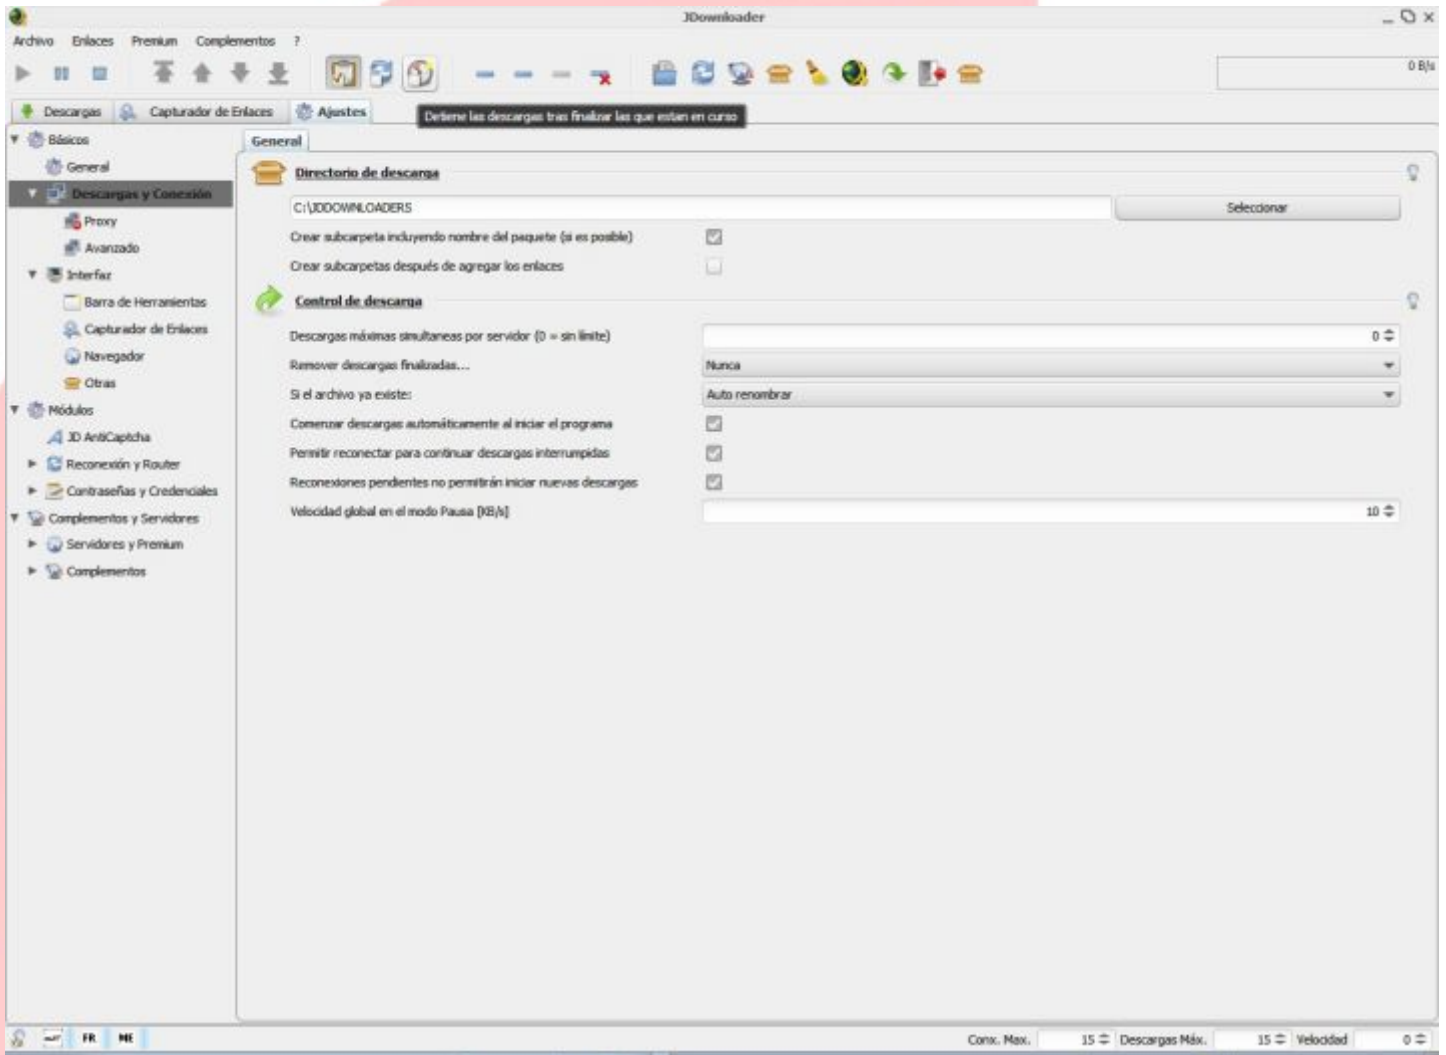 JDownloader
Archivo Enlaces Premium Complementos ?
0 B/s
Descargas Capturador de Enlaces Ajustes
Detiene las descargas tras finalizar las que estan en curso
Básicos
General
Descargas y Conexión
Proxy
Avanzado
Interfaz
Barra de Herramientas
Capturador de Enlaces
Navegador
Otras
Módulos
JD AntiCaptcha
Reconexión y Router
Contraseñas y Credenciales
Complementos y Servidores
Servidores y Premium
Complementos
General
Directorio de descarga
C:\JDDOWNLOADERS Seleccionar
Crear subcarpeta incluyendo nombre del paquete (si es posible)
Crear subcarpetas después de agregar los enlaces
Control de descarga
Descargas máximas simultaneas por servidor (0 = sin límite) 0
Remover descargas finalizadas... Nunca
Si el archivo ya existe: Auto renombrar
Comenzar descargas automáticamente al iniciar el programa
Permitir reconectar para continuar descargas interrumpidas
Reconexiones pendientes no permitirán iniciar nuevas descargas
Velocidad global en el modo Pausa [KB/s] 10
FR ME
Conx. Max. 15 Descargas Máx. 15 Velocidad 0